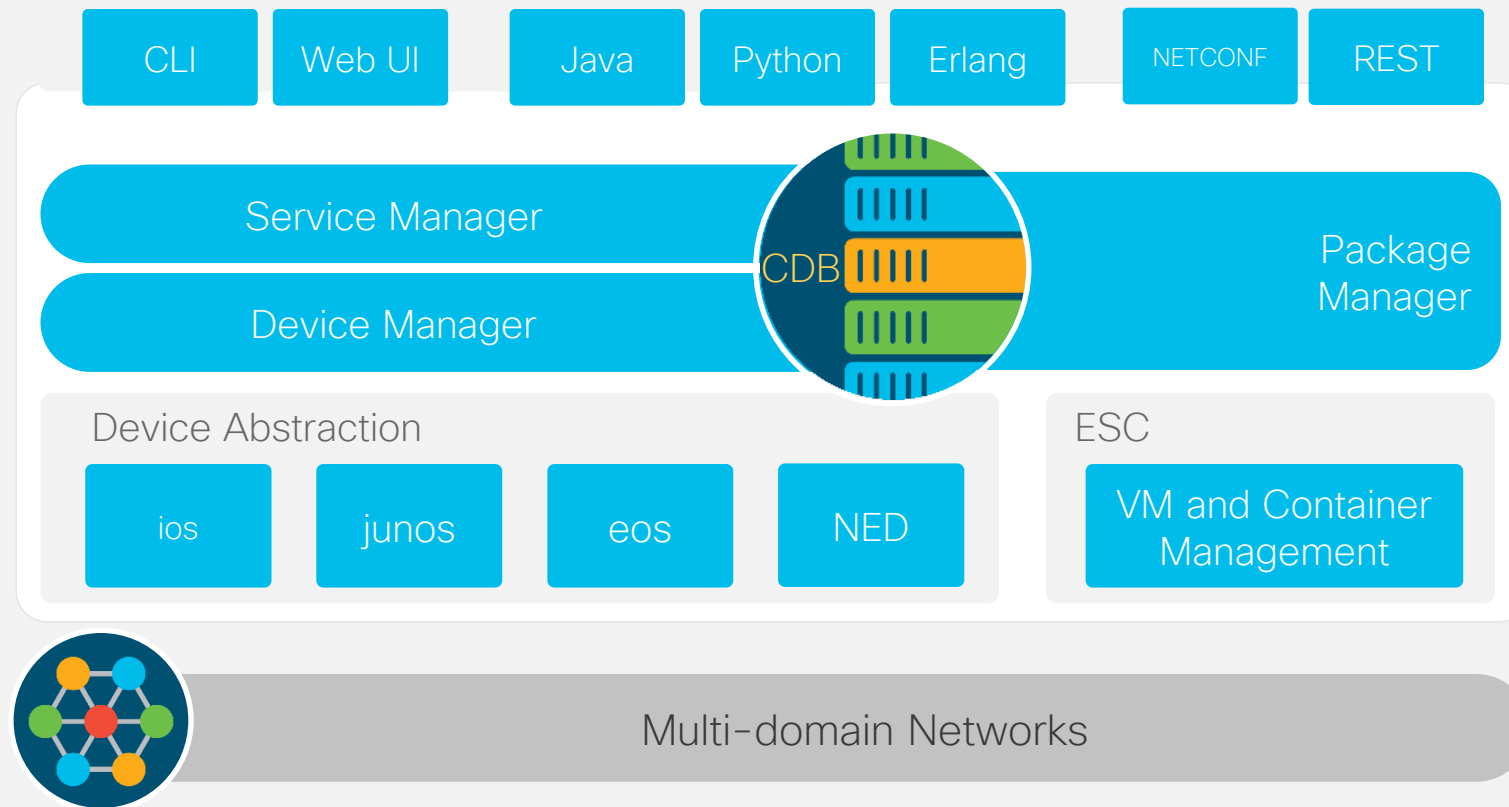 CLI
Web UI
Java
Python
Erlang
NETCONF
REST
Service Manager
CDB
Package
Manager
Device Manager
Device Abstraction
ESC
ios
junos
eos
NED
VM and Container
Management
Multi-domain Networks